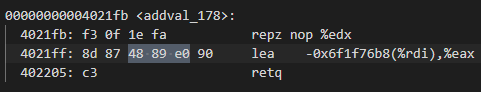 00000000004021fb <addval_178>:
4021fb: f3 0f 1e fa repz nop %edx
4021ff: 8d 87 48 89 e0 90 lea -0x6f1f76b8(%rdi),%eax
402205: c3 retq